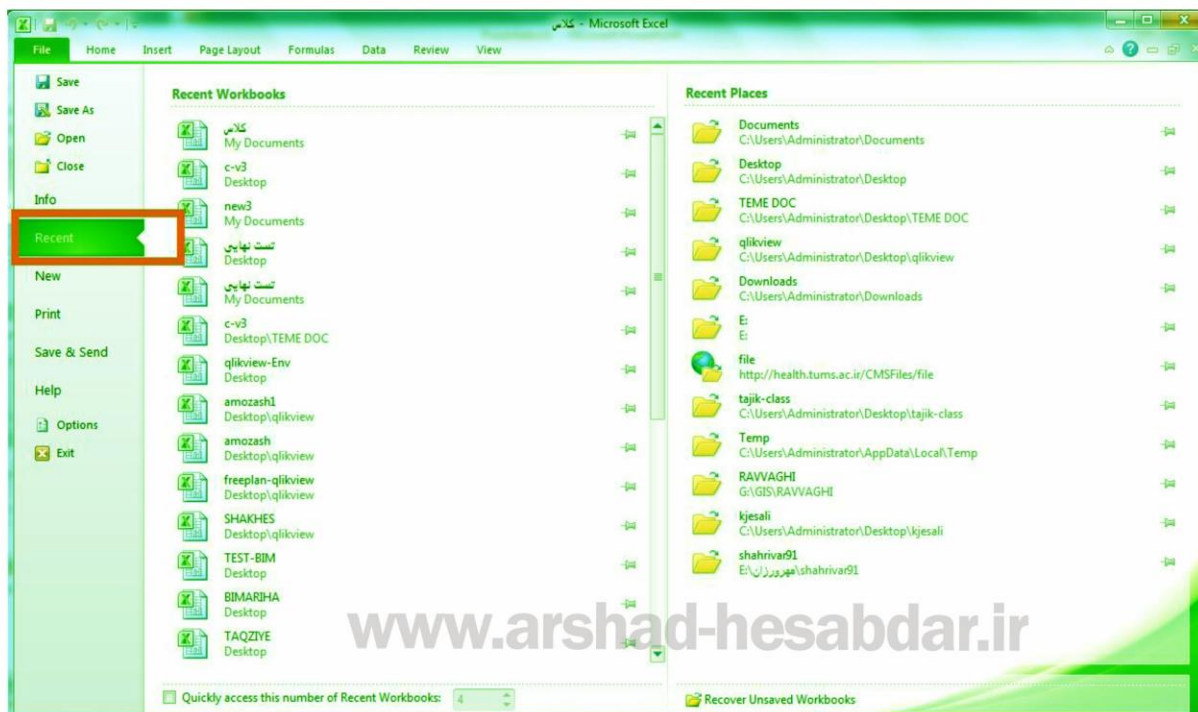 کلاس - Microsoft Excel
File Home Insert Page Layout Formulas Data Review View
Save
Save As
Open
Close
Info
Recent
New
Print
Save & Send
Help
Options
Exit
Recent Workbooks
کلاس
My Documents
c-v3
Desktop
new3
My Documents
تست نهایی
Desktop
تست نهایی
My Documents
c-v3
Desktop\TEME DOC
qlikview-Env
Desktop
amozash1
Desktop\qlikview
amozash
Desktop\qlikview
freeplan-qlikview
Desktop\qlikview
SHAKHES
Desktop\qlikview
TEST-BIM
Desktop
BIMARIHA
Desktop
TAQZIYE
Desktop
Quickly access this number of Recent Workbooks: 4
Recent Places
Documents
C:\Users\Administrator\Documents
Desktop
C:\Users\Administrator\Desktop
TEME DOC
C:\Users\Administrator\Desktop\TEME DOC
qlikview
C:\Users\Administrator\Desktop\qlikview
Downloads
C:\Users\Administrator\Downloads
E:
E:
file
http://health.tums.ac.ir/CMSFiles/file
tajik-class
C:\Users\Administrator\Desktop\tajik-class
Temp
C:\Users\Administrator\AppData\Local\Temp
RAVVAGHI
G:\GIS\RAVVAGHI
kjesali
C:\Users\Administrator\Desktop\kjesali
shahrivar91
E:\مهرورزان\shahrivar91
Recover Unsaved Workbooks
www.arshad-hesabdar.ir